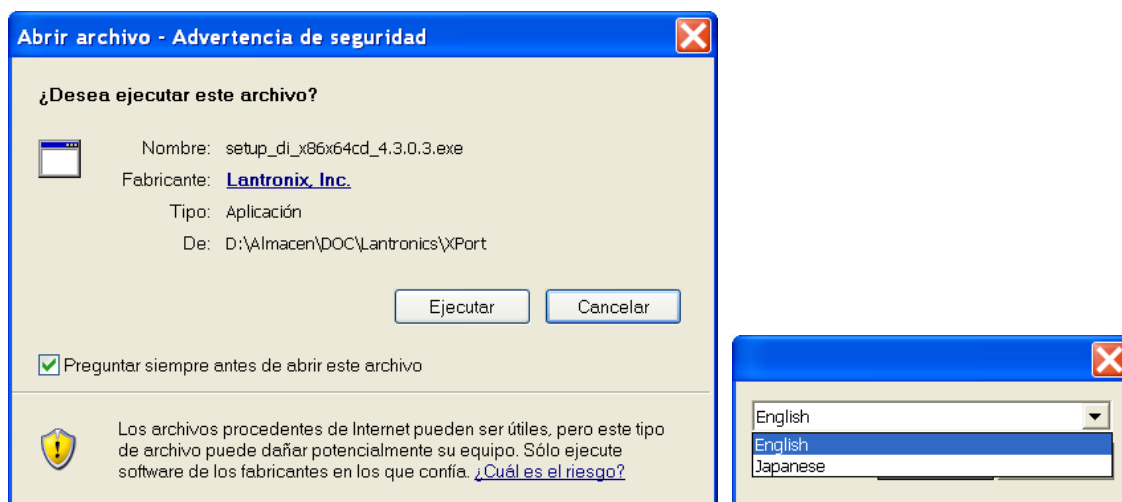 Abrir archivo - Advertencia de seguridad
¿Desea ejecutar este archivo?
Nombre: setup_di_x86x64cd_4.3.0.3.exe
Fabricante: Lantronix, Inc.
Tipo: Aplicación
De: D:\Almacen\DOC\Lantronics\XPort
Ejecutar Cancelar
Preguntar siempre antes de abrir este archivo
Los archivos procedentes de Internet pueden ser útiles, pero este tipo
de archivo puede dañar potencialmente su equipo. Sólo ejecute
software de los fabricantes en los que confía. ¿Cuál es el riesgo?
English
English
Japanese